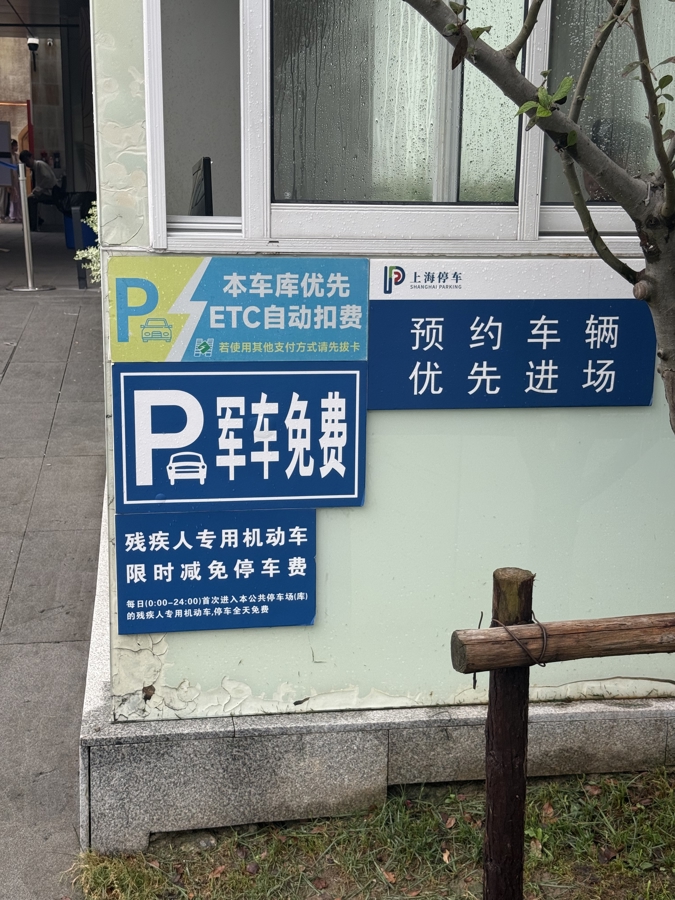 P
本车库优先
ETC自动扣费
若使用其他支付方式请先拔卡
上海停车
SHANGHAI PARKING
预约车辆
优先进场
P军车免费
残疾人专用机动车
限时减免停车费
每日(0:00-24:00)首次进入本公共停车场(库)
的残疾人专用机动车,停车全天免费